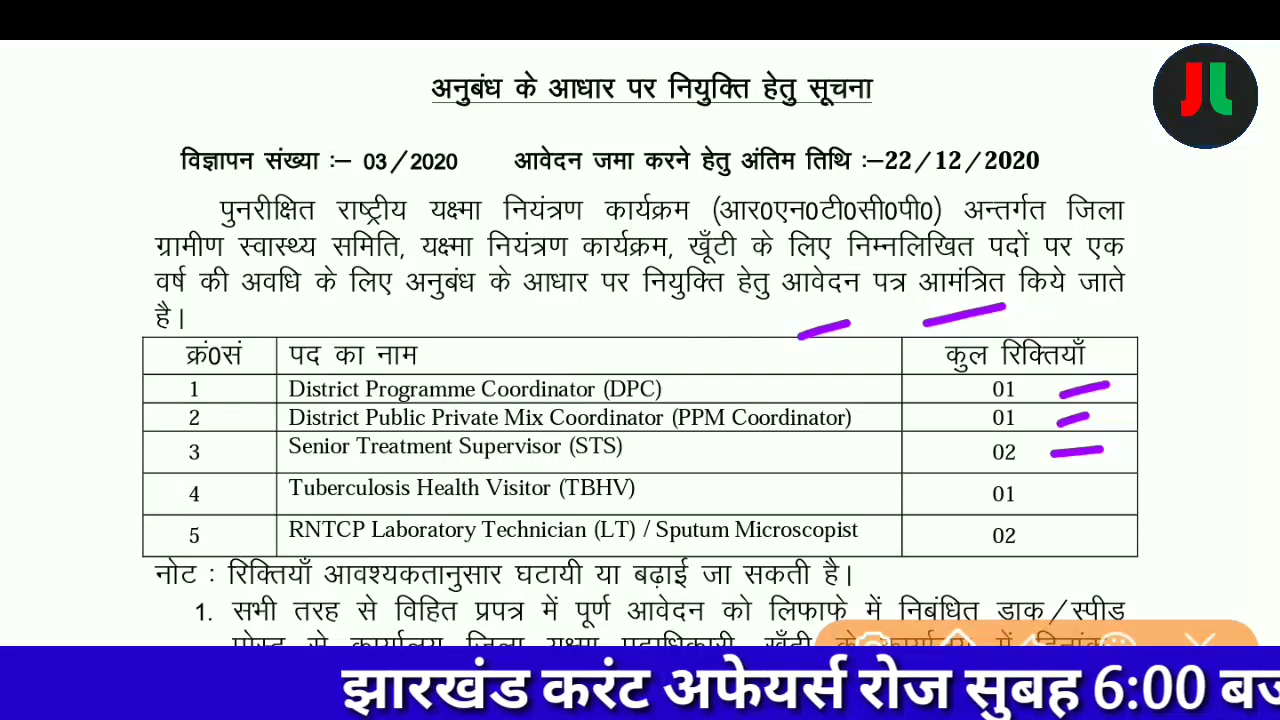 JL
अनुबंध के आधार पर नियुक्ति हेतु सूचना
विज्ञापन संख्या :– 03/2020 आवेदन जमा करने हेतु अंतिम तिथि :–22/12/2020
पुनरीक्षित राष्ट्रीय यक्ष्मा नियंत्रण कार्यक्रम (आर0एन0टी0सी0पी0) अन्तर्गत जिला
ग्रामीण स्वास्थ्य समिति, यक्ष्मा नियंत्रण कार्यक्रम, खूँटी के लिए निम्नलिखित पदों पर एक
वर्ष की अवधि के लिए अनुबंध के आधार पर नियुक्ति हेतु आवेदन पत्र आमंत्रित किये जाते
है।
क्रं0सं पद का नाम कुल रिक्तियाँ
1 District Programme Coordinator (DPC) 01
2 District Public Private Mix Coordinator (PPM Coordinator) 01
3 Senior Treatment Supervisor (STS) 02
4 Tuberculosis Health Visitor (TBHV) 01
5 RNTCP Laboratory Technician (LT) / Sputum Microscopist 02
नोट : रिक्तियाँ आवश्यकतानुसार घटायी या बढ़ाई जा सकती है।
1. सभी तरह से विहित प्रपत्र में पूर्ण आवेदन को लिफाफे में निबंधित डाक/स्पीड
झारखंड करंट अफेयर्स रोज सुबह 6:00